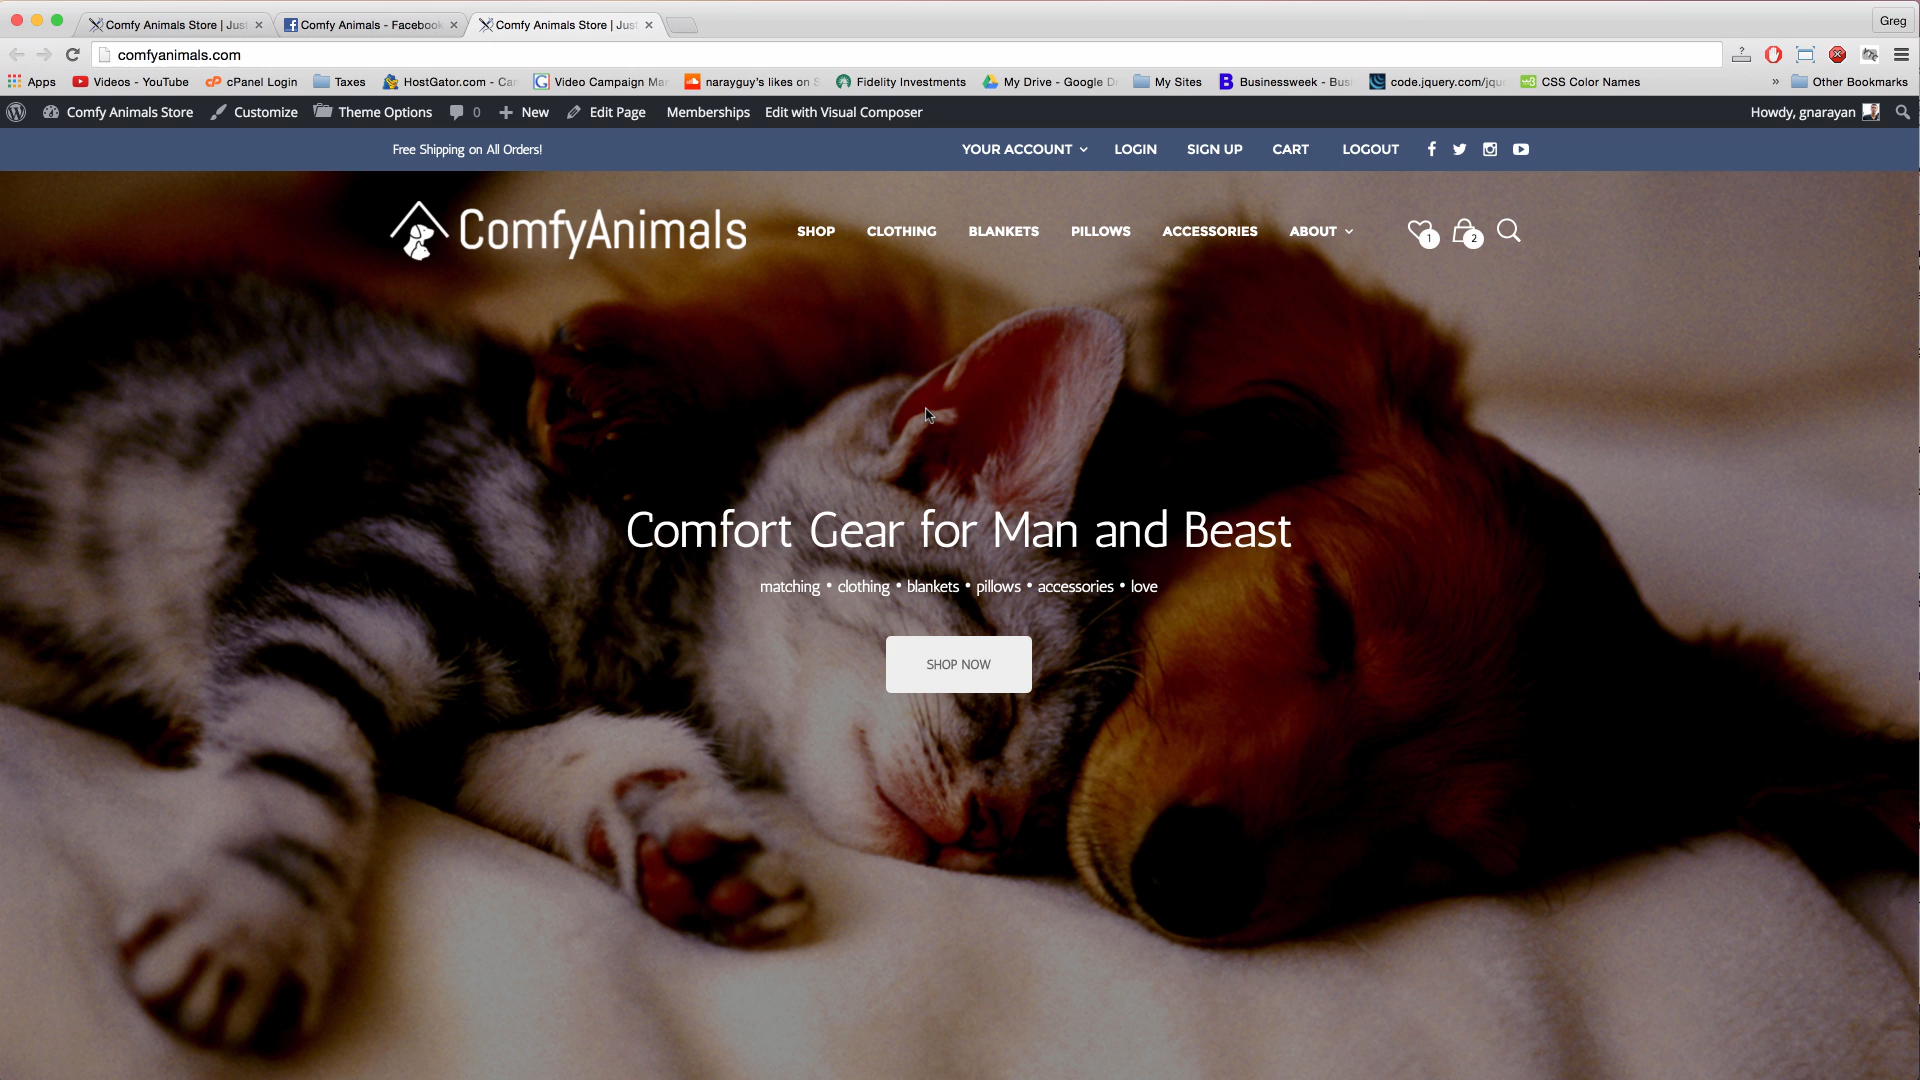 Comfy Animals Store | Jus
Comfy Animals - Facebook
Comfy Animals Store | Jus
Greg
comfyanimals.com
Apps
Videos - YouTube
cPanel Login
Taxes
HostGator.com - Ca
Video Campaign Ma
narayguy's likes on S
Fidelity Investments
My Drive - Google D
My Sites
Businessweek - Bus
code.jquery.com/jqu
CSS Color Names
»
Other Bookmarks
Comfy Animals Store
Customize
Theme Options
0
New
Edit Page
Memberships
Edit with Visual Composer
Howdy, gnarayan
Free Shipping on All Orders!
YOUR ACCOUNT
LOGIN
SIGN UP
CART
LOGOUT
ComfyAnimals
SHOP
CLOTHING
BLANKETS
PILLOWS
ACCESSORIES
ABOUT
1
2
Comfort Gear for Man and Beast
matching • clothing • blankets • pillows • accessories • love
SHOP NOW